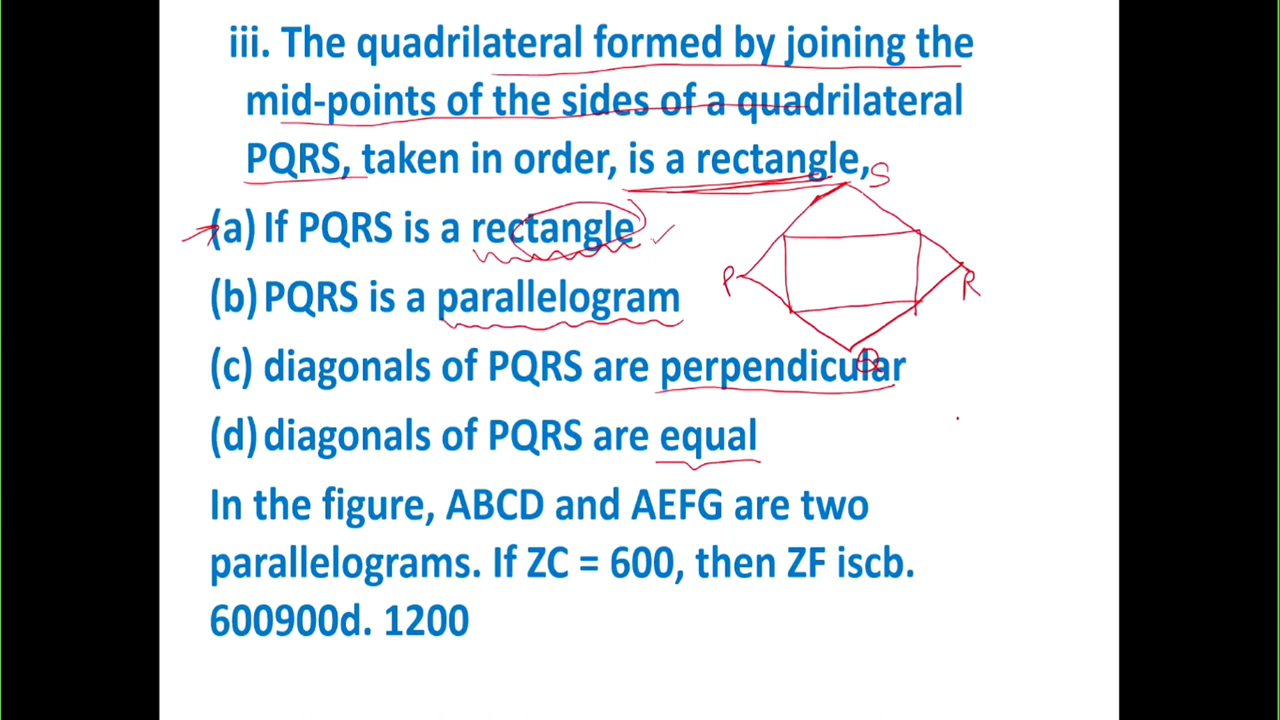 iii. The quadrilateral formed by joining the
mid-points of the sides of a quadrilateral
PQRS, taken in order, is a rectangle,
S
(a) If PQRS is a rectangle
P
R
(b) PQRS is a parallelogram
Q
(c) diagonals of PQRS are perpendicular
(d) diagonals of PQRS are equal
In the figure, ABCD and AEFG are two
parallelograms. If ZC = 600, then ZF iscb.
600900d. 1200